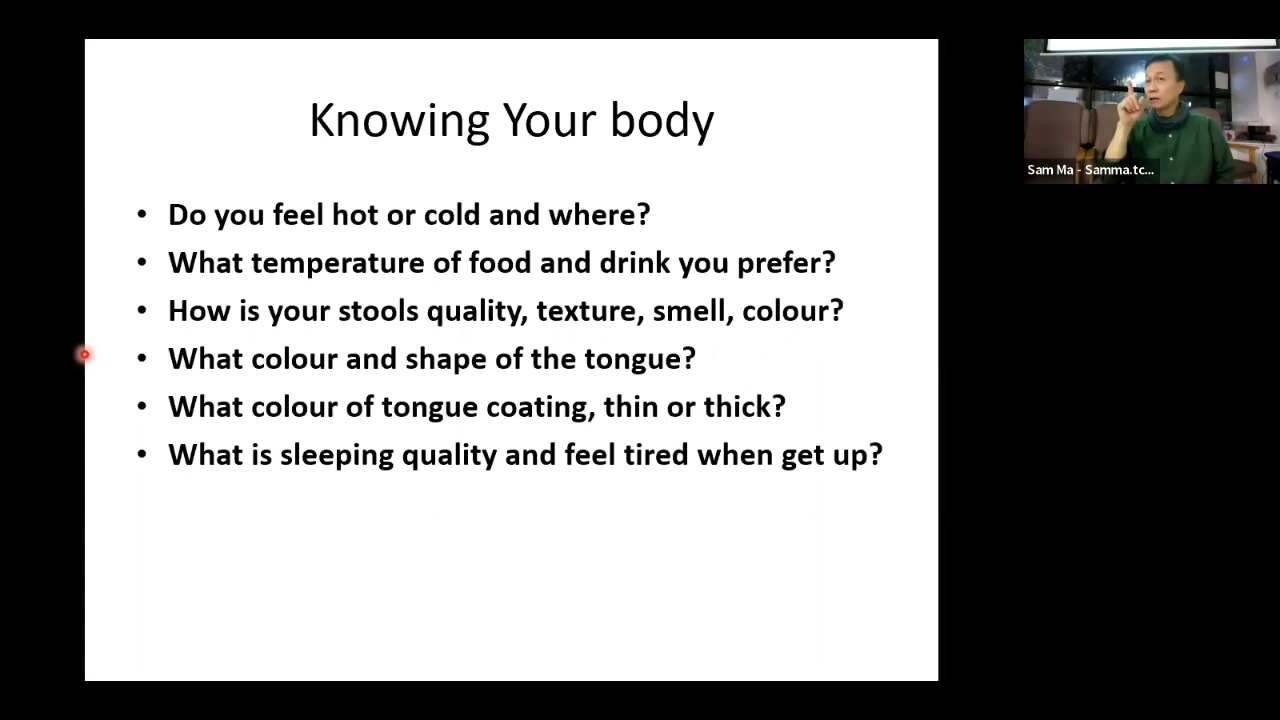 Knowing Your body
• Do you feel hot or cold and where?
• What temperature of food and drink you prefer?
• How is your stools quality, texture, smell, colour?
• What colour and shape of the tongue?
• What colour of tongue coating, thin or thick?
• What is sleeping quality and feel tired when get up?
Sam Ma - Samma.tc...